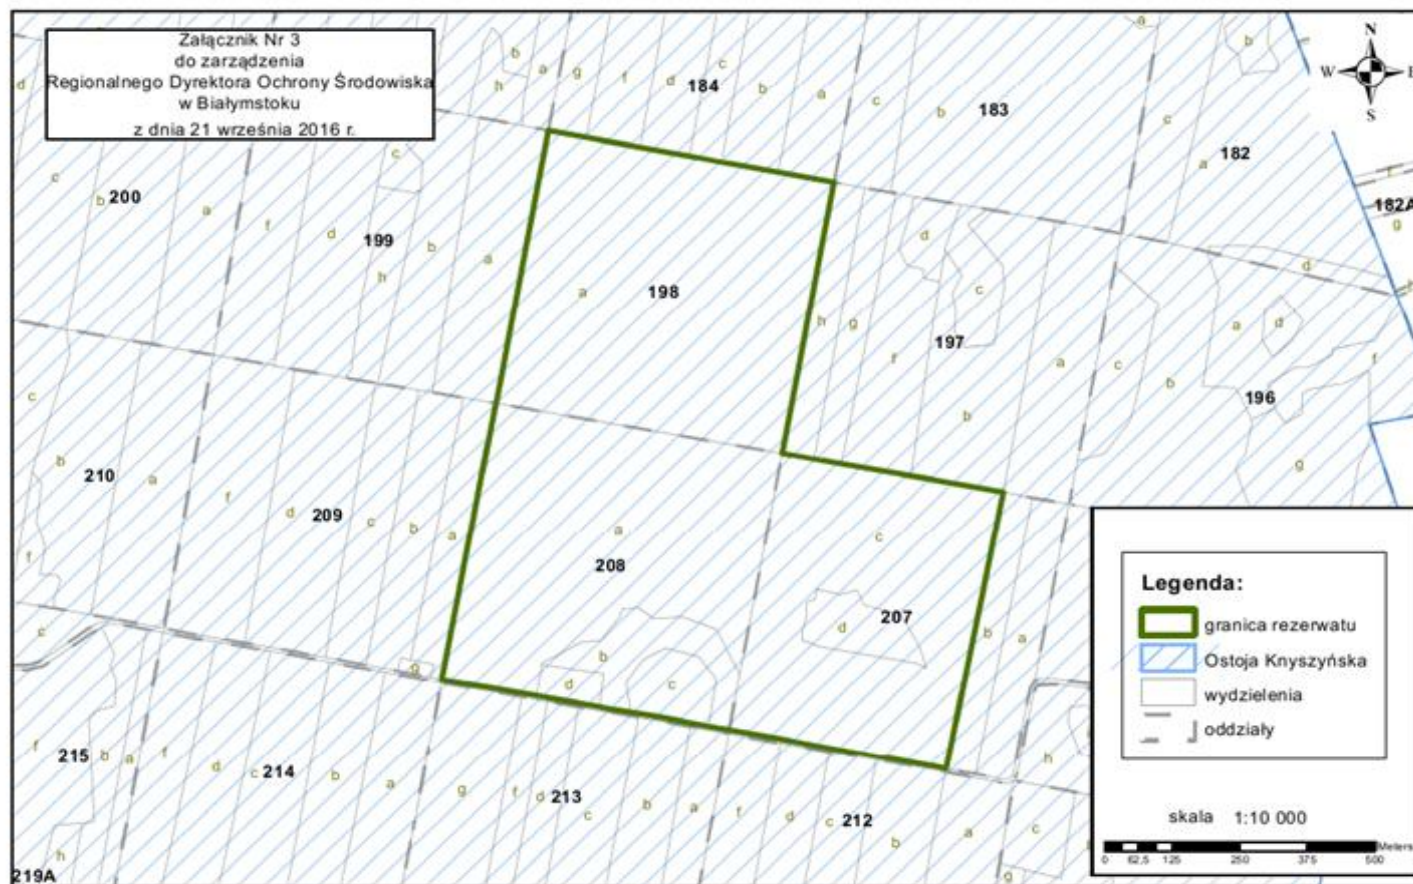 Załącznik Nr 3
do zarządzenia
Regionalnego Dyrektora Ochrony Środowiska
w Białymstoku
z dnia 21 września 2016 r.
N
W E
S
a
b
b
a g f d c b a c b c a
h
d
184
183
182
182A
f
g
h
c
c b
200
a f d
199
h
b a
a
198
h g f
197
d
c
b
a c b
a d
d
f
196
g
c
b
210
a f d
209
c b a
f
c
g
a
208
b
d
c
c
207
d
b a
f
215
b a f d c
214
b a g f d
213
c b a f d c
212
b a c
h
g
h
219A
Legenda:
granica rezerwatu
Ostoja Knyszyńska
wydzielenia
oddziały
skala 1:10 000
Meters
0 62,5 125 250 375 500